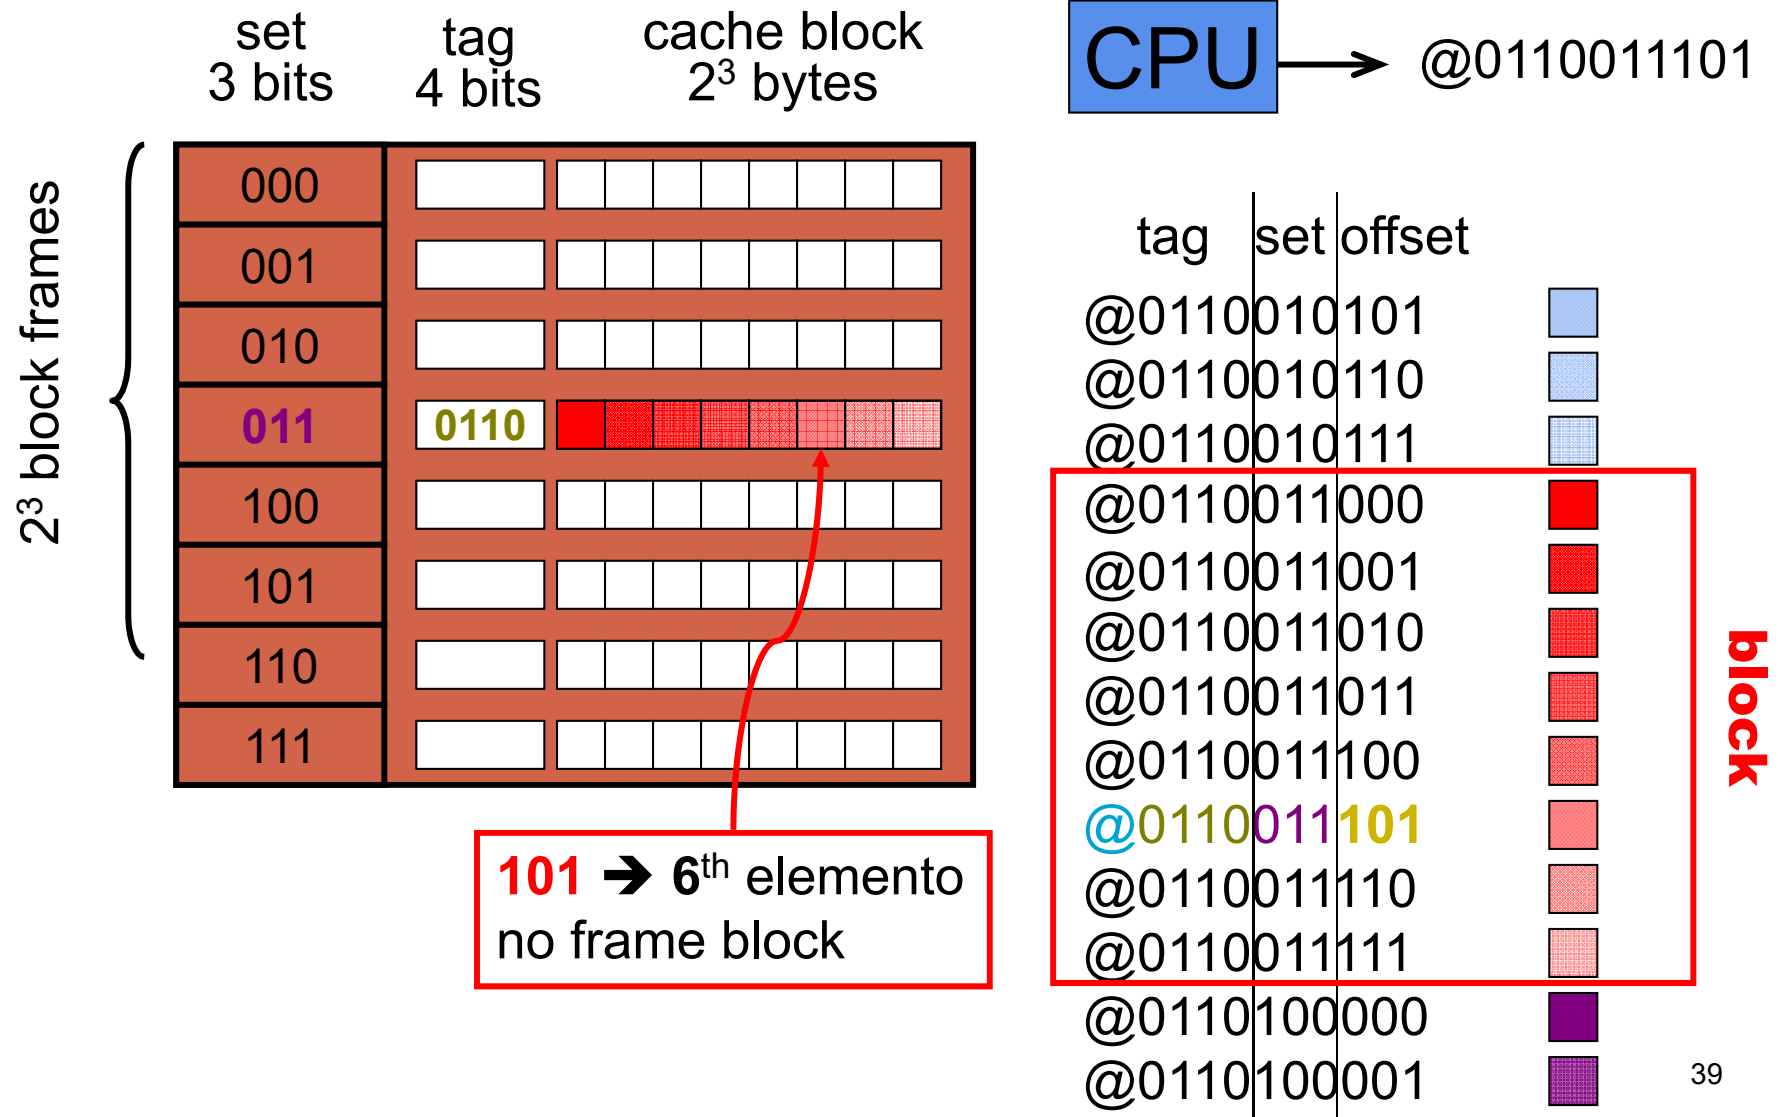 set
3 bits
tag
4 bits
cache block
2³ bytes
CPU
@0110011101
2³ block frames
000
001
010
011 0110
100
101
110
111
101 ➔ 6th elemento
no frame block
tag set offset
@0110010101
@0110010110
@0110010111
@0110011000
@0110011001
@0110011010
@0110011011
@0110011100
@0110011101
@0110011110
@0110011111
@0110100000
@0110100001
block
39